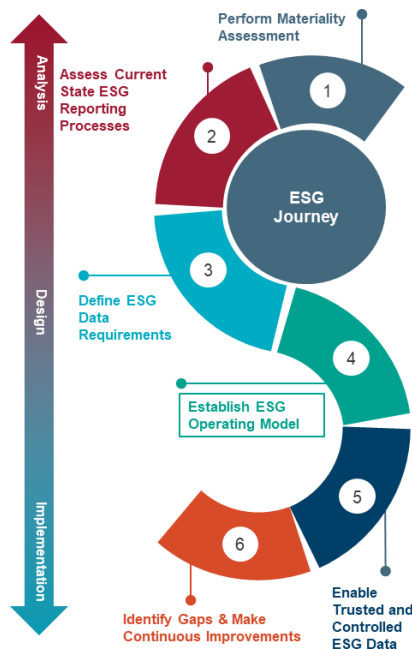 Perform Materiality
Assessment
1
Assess Current
State ESG
Reporting
Processes
2
ESG
Journey
3
Define ESG
Data
Requirements
4
Establish ESG
Operating Model
5
Enable
Trusted and
Controlled
ESG Data
6
Identify Gaps & Make
Continuous Improvements
Analysis
Design
Implementation